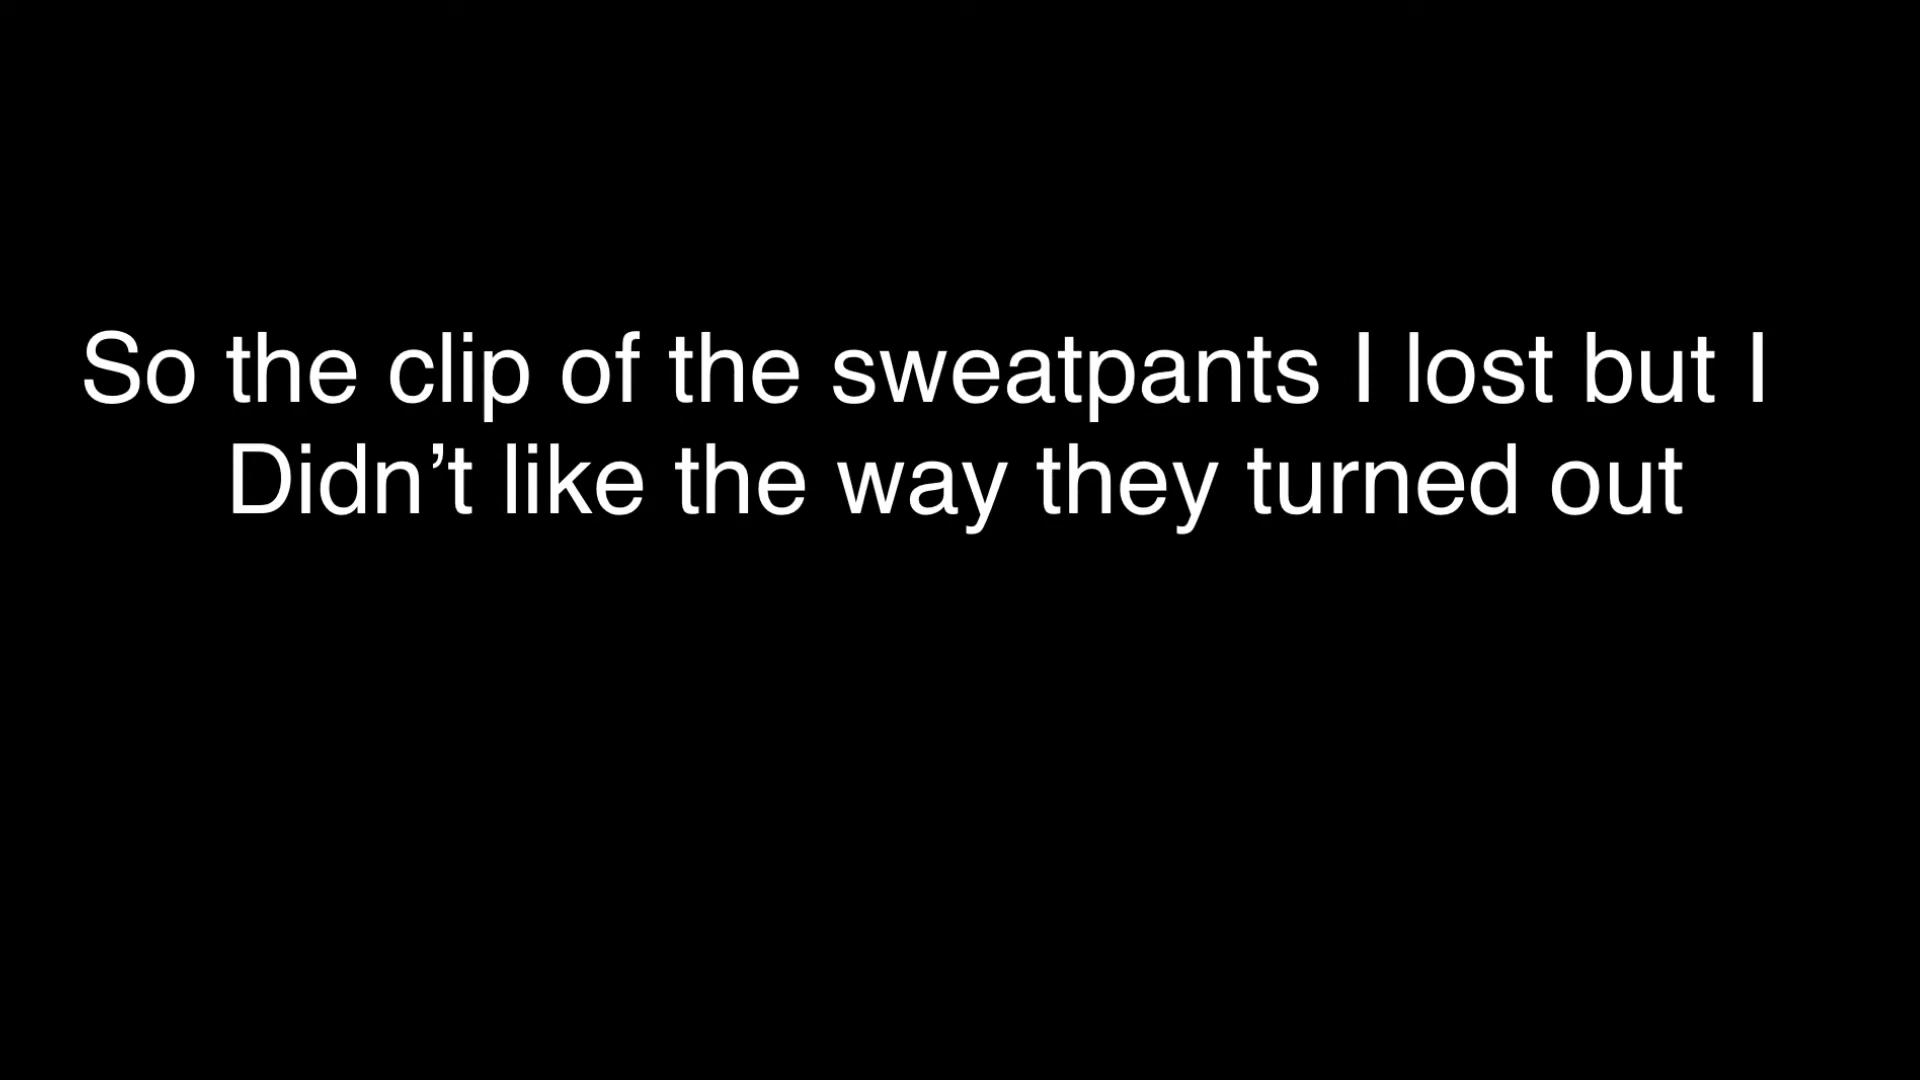 So the clip of the sweatpants I lost but I
Didn’t like the way they turned out